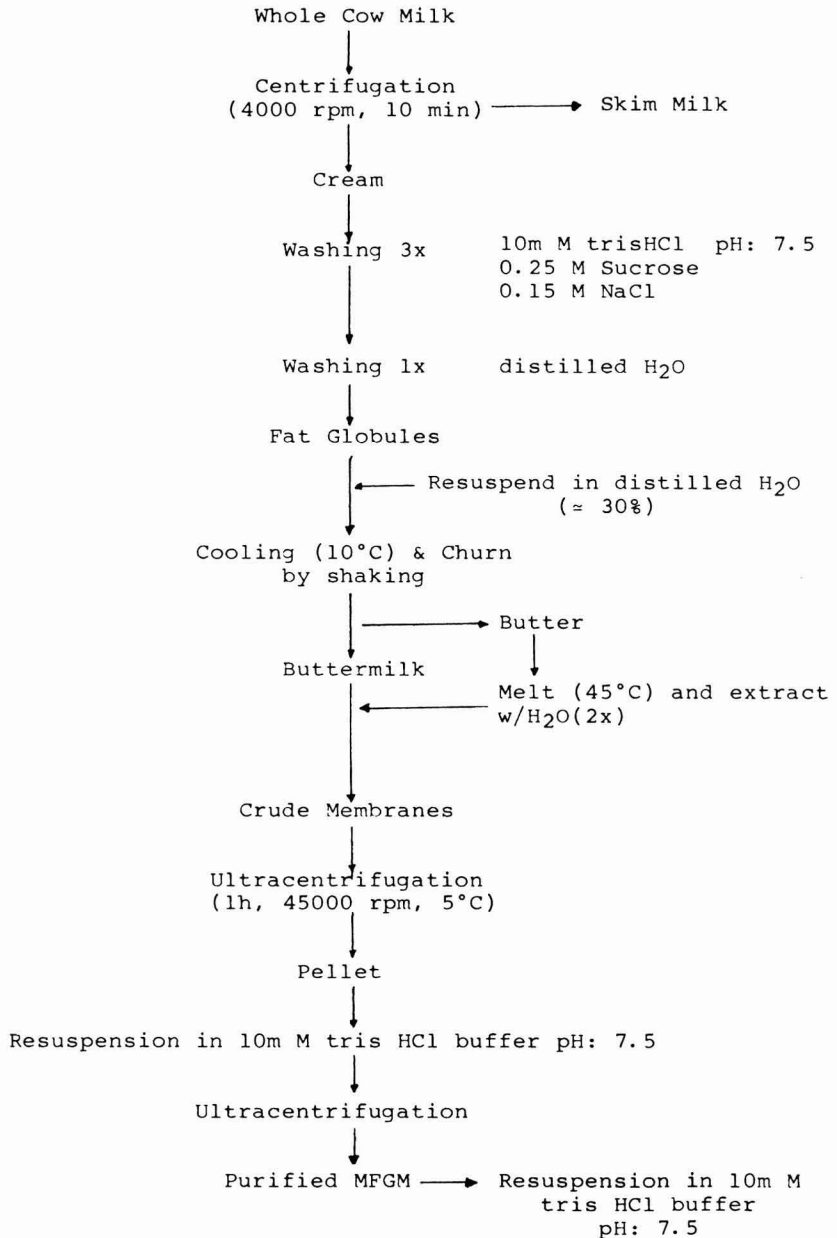 Whole Cow Milk
Centrifugation
(4000 rpm, 10 min)
Skim Milk
Cream
Washing 3x
10m M trisHCl pH: 7.5
0.25 M Sucrose
0.15 M NaCl
Washing 1x
distilled H₂O
Fat Globules
Resuspend in distilled H₂O
(≃ 30%)
Cooling (10°C) & Churn
by shaking
Butter
Buttermilk
Melt (45°C) and extract
w/H₂O(2x)
Crude Membranes
Ultracentrifugation
(1h, 45000 rpm, 5°C)
Pellet
Resuspension in 10m M tris HCl buffer pH: 7.5
Ultracentrifugation
Purified MFGM
Resuspension in 10m M
tris HCl buffer
pH: 7.5